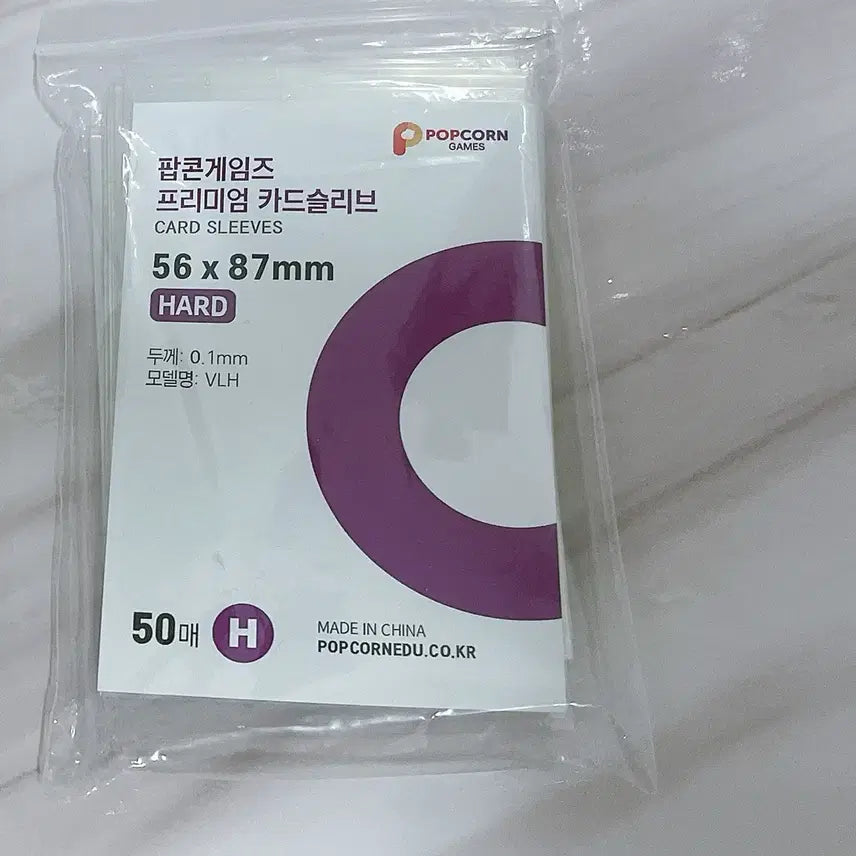 POPCORN
GAMES
팝콘게임즈
프리미엄 카드슬리브
CARD SLEEVES
56 x 87mm
HARD
두께: 0.1mm
모델명: VLH
50매 H
MADE IN CHINA
POPCORNEDU.CO.KR